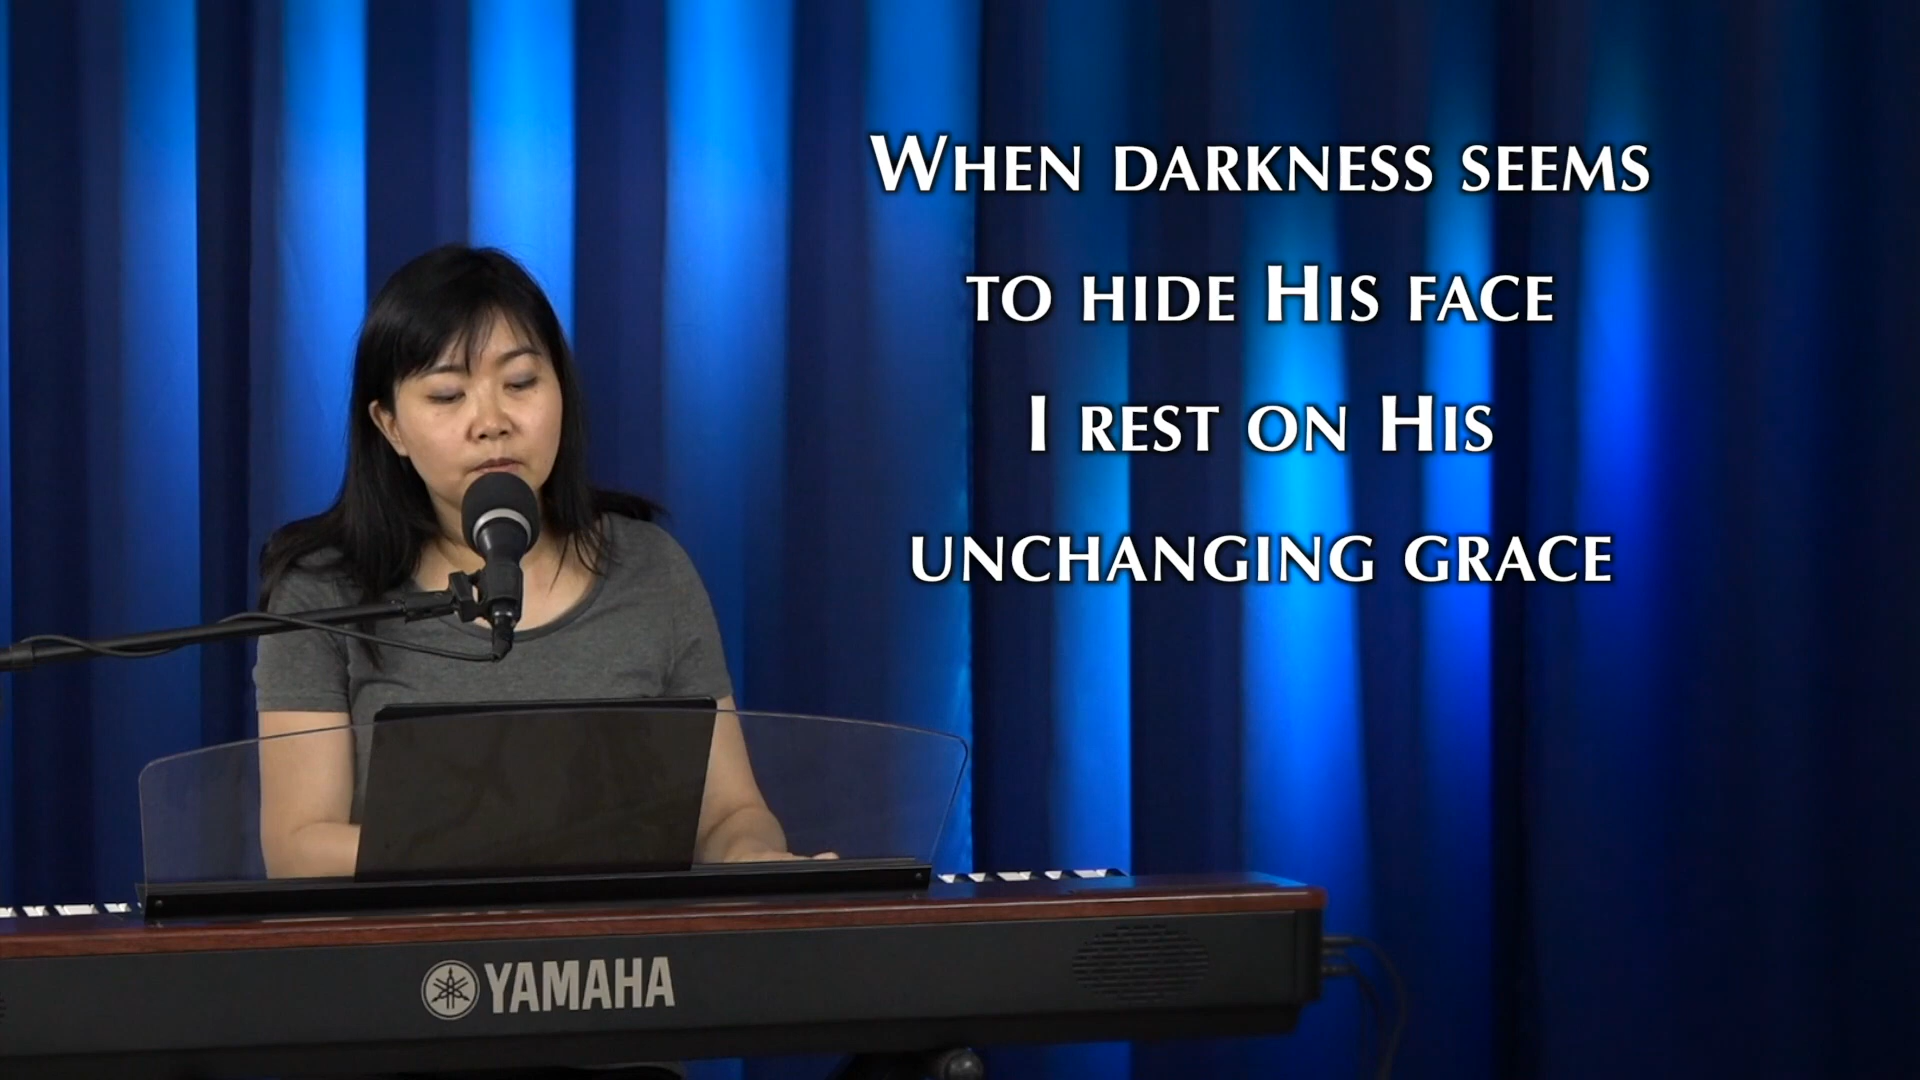 When darkness seems
to hide His face
I rest on His
unchanging grace
YAMAHA